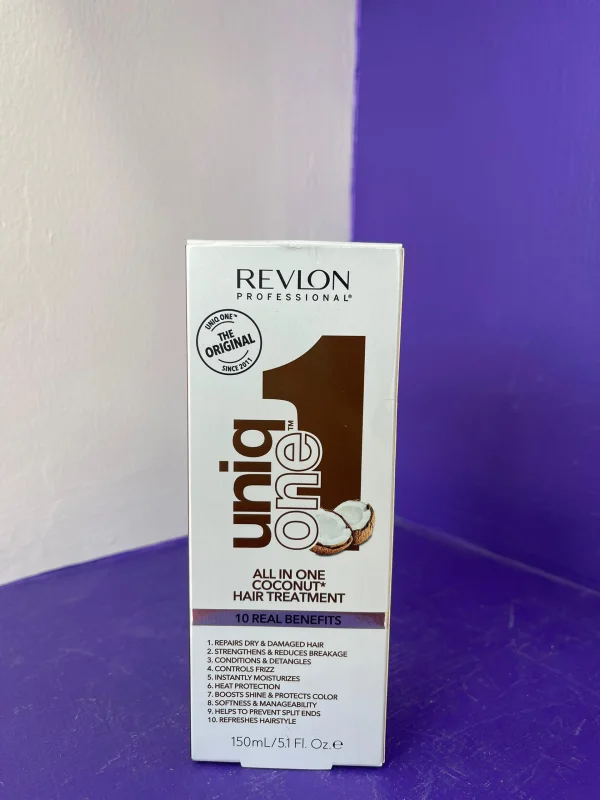 REVLON
PROFESSIONAL®
UNIQ ONE™
THE
ORIGINAL
SINCE 2011
1
uniq
one™
ALL IN ONE
COCONUT*
HAIR TREATMENT
10 REAL BENEFITS
1. REPAIRS DRY & DAMAGED HAIR
2. STRENGTHENS & REDUCES BREAKAGE
3. CONDITIONS & DETANGLES
4. CONTROLS FRIZZ
5. INSTANTLY MOISTURIZES
6. HEAT PROTECTION
7. BOOSTS SHINE & PROTECTS COLOR
8. SOFTNESS & MANAGEABILITY
9. HELPS TO PREVENT SPLIT ENDS
10. REFRESHES HAIRSTYLE
150mL/5.1 Fl. Oz.℮